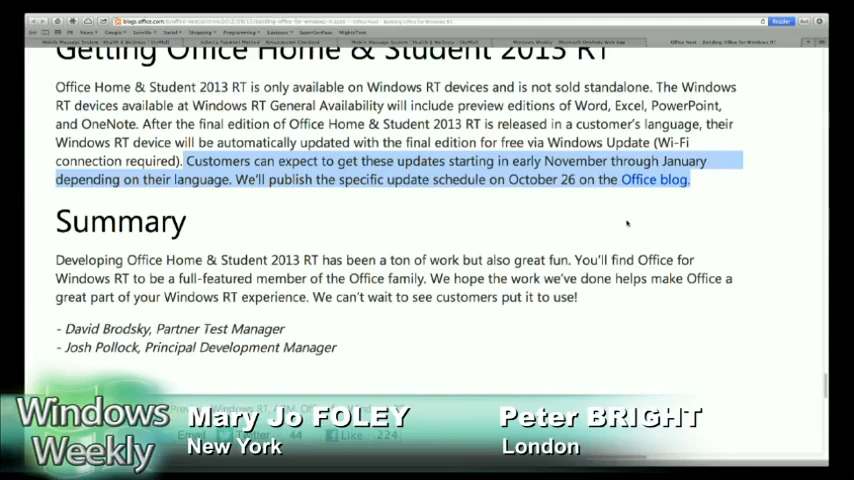 Getting Office Home & Student 2013 RT
Office Home & Student 2013 RT is only available on Windows RT devices and is not sold standalone. The Windows
RT devices available at Windows RT General Availability will include preview editions of Word, Excel, PowerPoint,
and OneNote. After the final edition of Office Home & Student 2013 RT is released in a customer's language, their
Windows RT device will be automatically updated with the final edition for free via Windows Update (Wi-Fi
connection required). Customers can expect to get these updates starting in early November through January
depending on their language. We'll publish the specific update schedule on October 26 on the Office blog.
Summary
Developing Office Home & Student 2013 RT has been a ton of work but also great fun. You'll find Office for
Windows RT to be a full-featured member of the Office family. We hope the work we've done helps make Office a
great part of your Windows RT experience. We can't wait to see customers put it to use!
- David Brodsky, Partner Test Manager
- Josh Pollock, Principal Development Manager
Windows
Weekly
Mary Jo FOLEY
New York
Peter BRIGHT
London
Email
44
Like
224
Reader